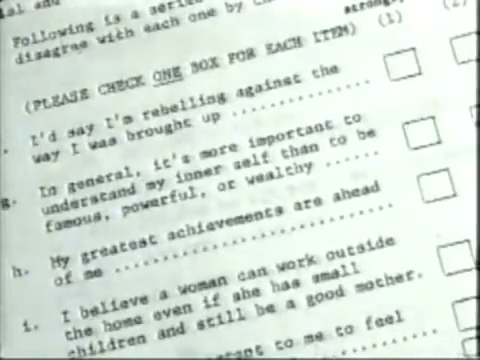 ial and
Following is a series
disagree with each one by
(1)
(PLEASE CHECK ONE BOX FOR EACH ITEM)
I'd say I'm rebelling against the
way I was brought up ..............
g. In general, it's more important to
understand my inner self than to be
famous, powerful, or wealthy ......
h. My greatest achievements are ahead
of me .............................
i. I believe a woman can work outside
the home even if she has small
children and still be a good mother.
to me to feel